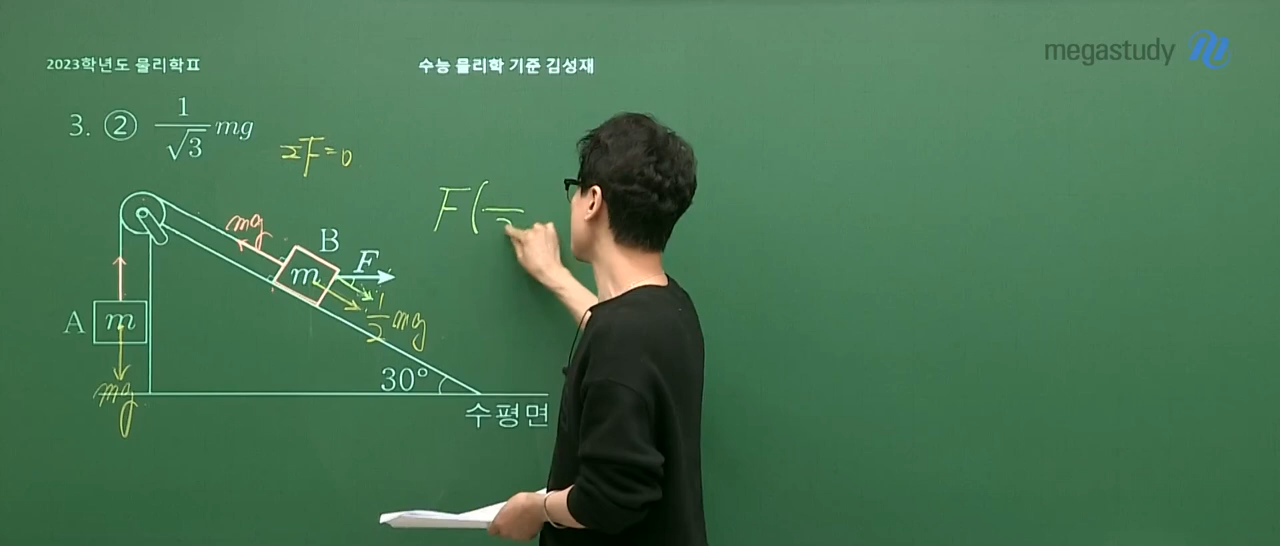 2023학년도 물리학Ⅱ
수능 물리학 기준 김성재
megastudy
3. ② 1/√3 mg
ΣF=0
F(
mg
B
m
F
1/2 mg
A
m
mg
30°
수평면